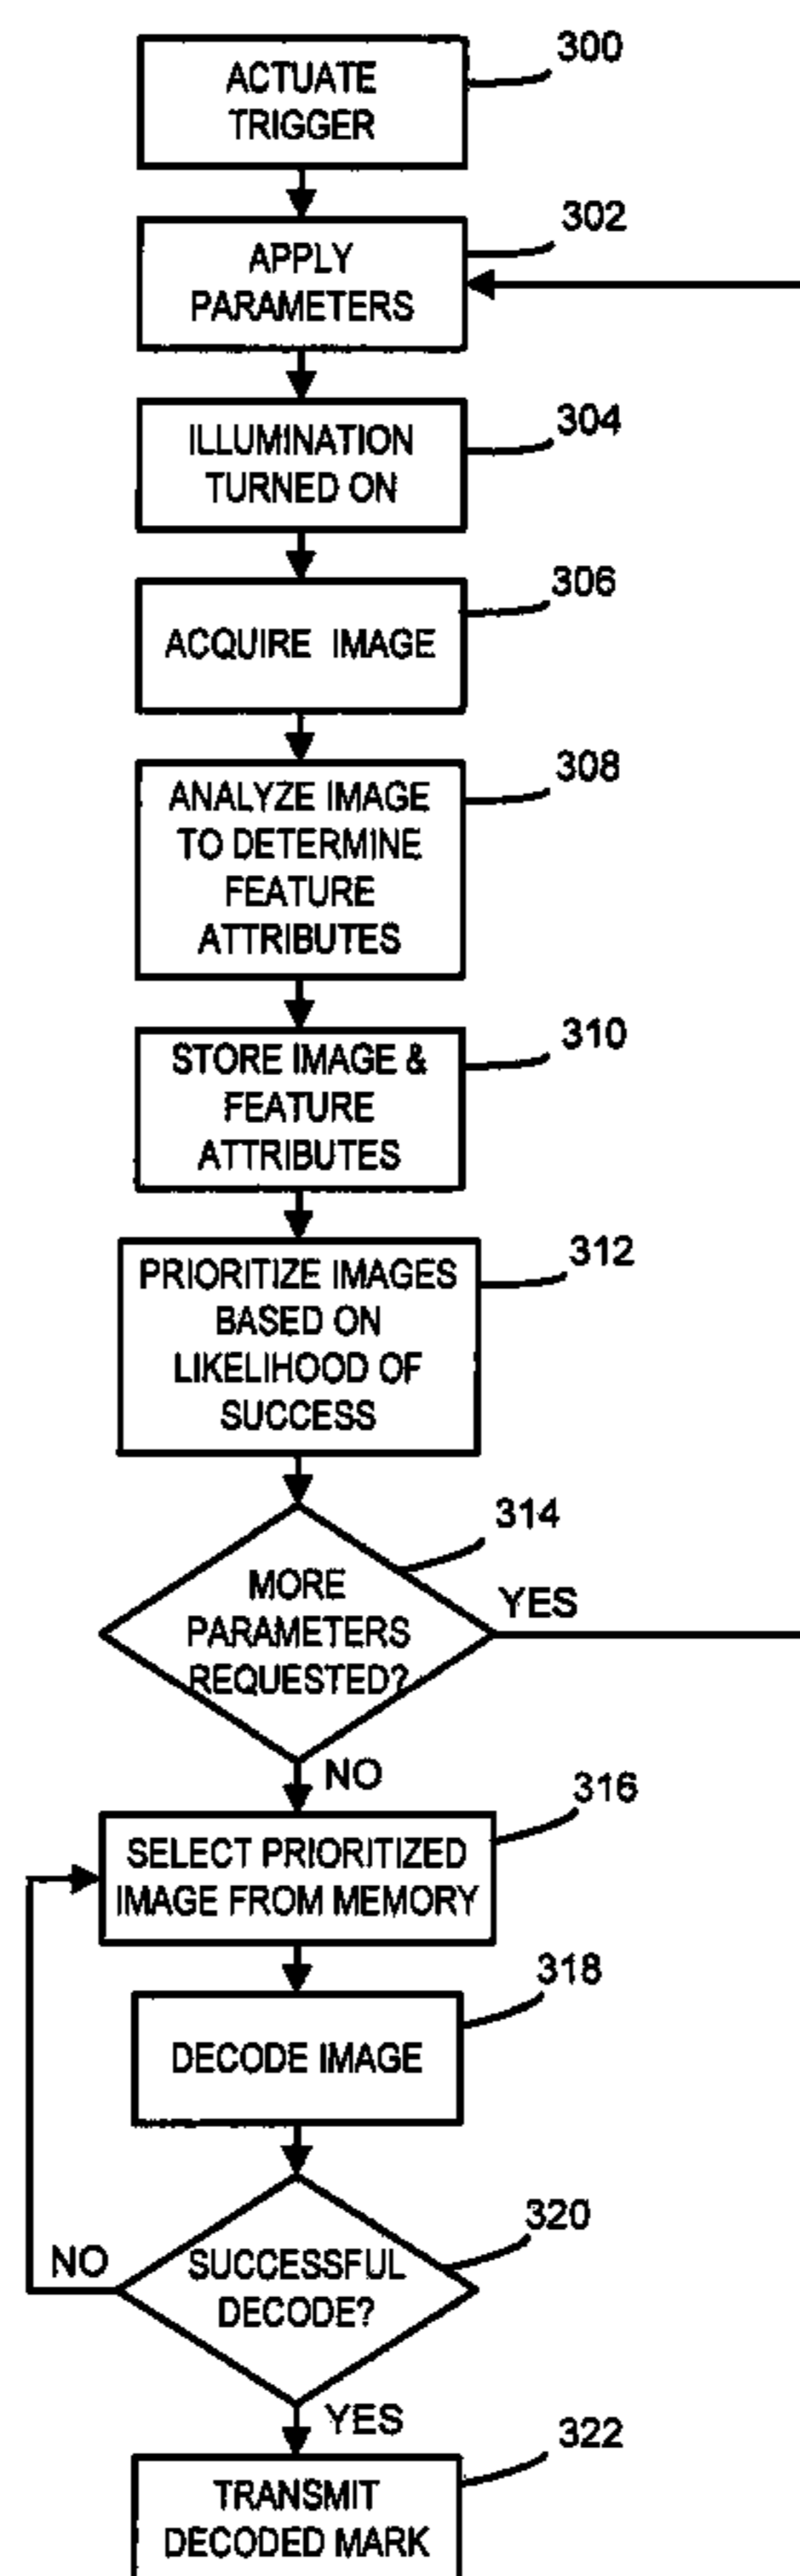 ACTUATE
TRIGGER
300
APPLY
PARAMETERS
302
ILLUMINATION
TURNED ON
304
ACQUIRE IMAGE
306
ANALYZE IMAGE
TO DETERMINE
FEATURE
ATTRIBUTES
308
STORE IMAGE &
FEATURE
ATTRIBUTES
310
PRIORITIZE IMAGES
BASED ON
LIKELIHOOD OF
SUCCESS
312
MORE
PARAMETERS
REQUESTED?
314
YES
NO
SELECT PRIORITIZED
IMAGE FROM MEMORY
316
DECODE IMAGE
318
SUCCESSFUL
DECODE?
320
NO
YES
TRANSMIT
DECODED MARK
322